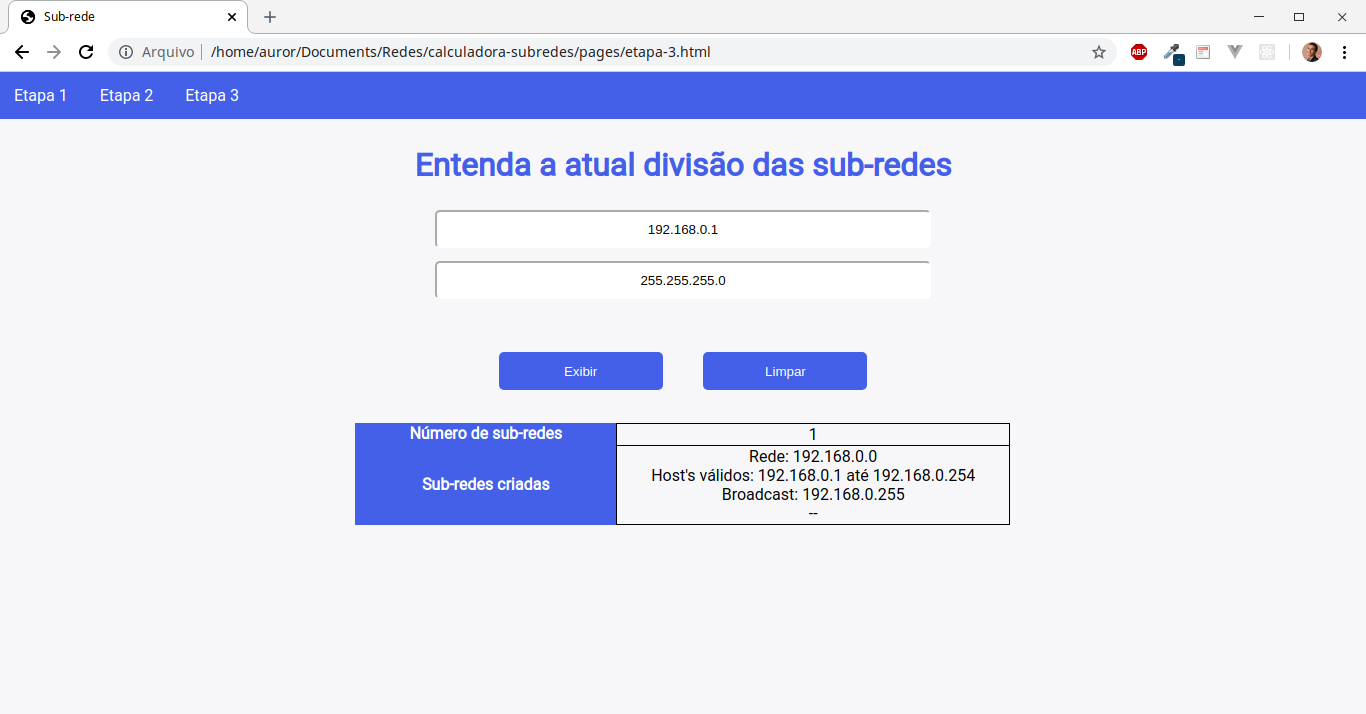 Sub-rede
Arquivo /home/auror/Documents/Redes/calculadora-subredes/pages/etapa-3.html
ABP
Etapa 1 Etapa 2 Etapa 3
Entenda a atual divisão das sub-redes
192.168.0.1
255.255.255.0
Exibir Limpar
Número de sub-redes 1
Sub-redes criadas
Rede: 192.168.0.0
Host's válidos: 192.168.0.1 até 192.168.0.254
Broadcast: 192.168.0.255
--